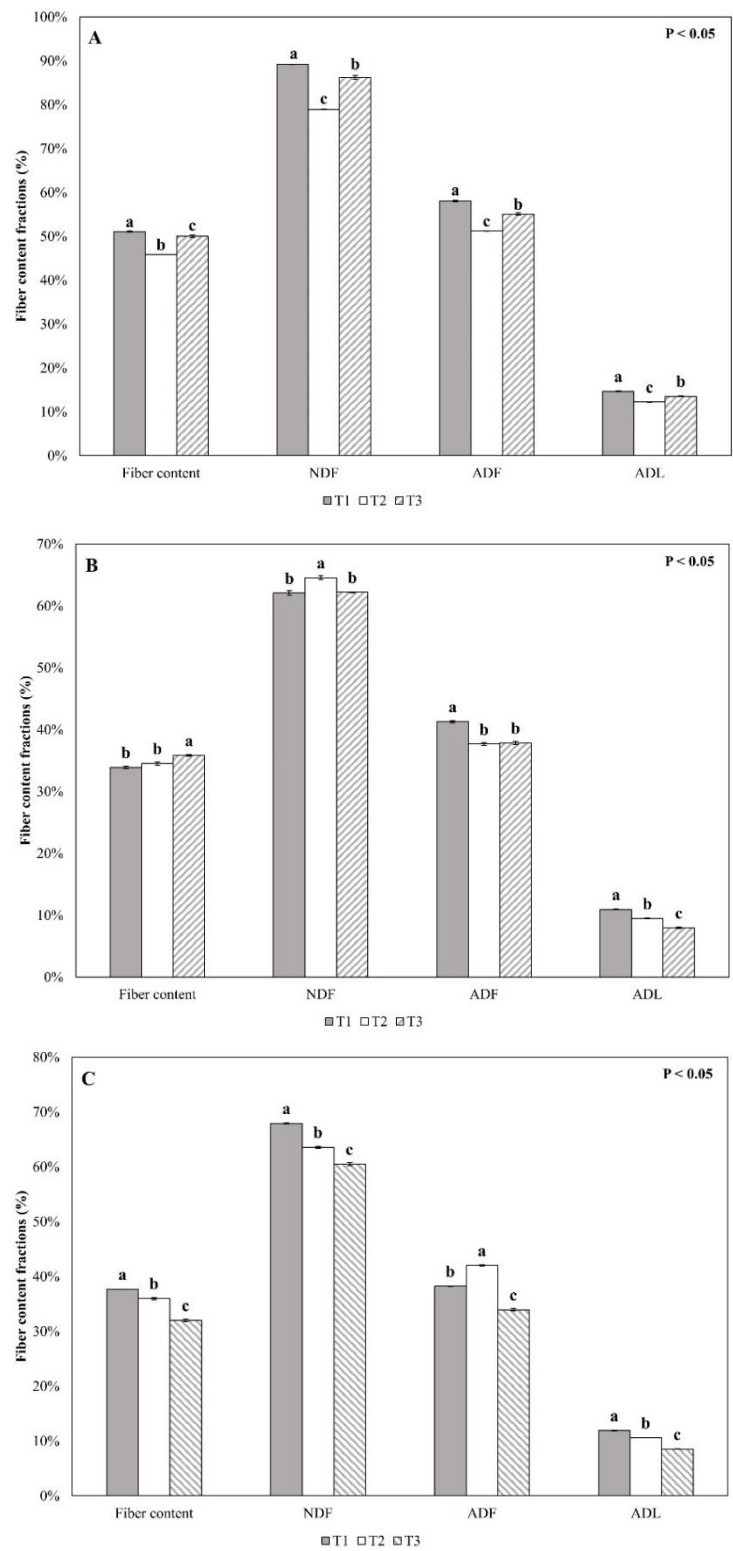 A
P < 0.05
Fiber content fractions (%)
100%
90%
80%
70%
60%
50%
40%
30%
20%
10%
0%
a b c
a c b
a c b
a c b
Fiber content NDF ADF ADL
T1 T2 T3
B
P < 0.05
Fiber content fractions (%)
70%
60%
50%
40%
30%
20%
10%
0%
b b a
b a b
a b b
a b c
Fiber content NDF ADF ADL
T1 T2 T3
C
P < 0.05
Fiber content fractions (%)
80%
70%
60%
50%
40%
30%
20%
10%
0%
a b c
a b c
b a c
a b c
Fiber content NDF ADF ADL
T1 T2 T3